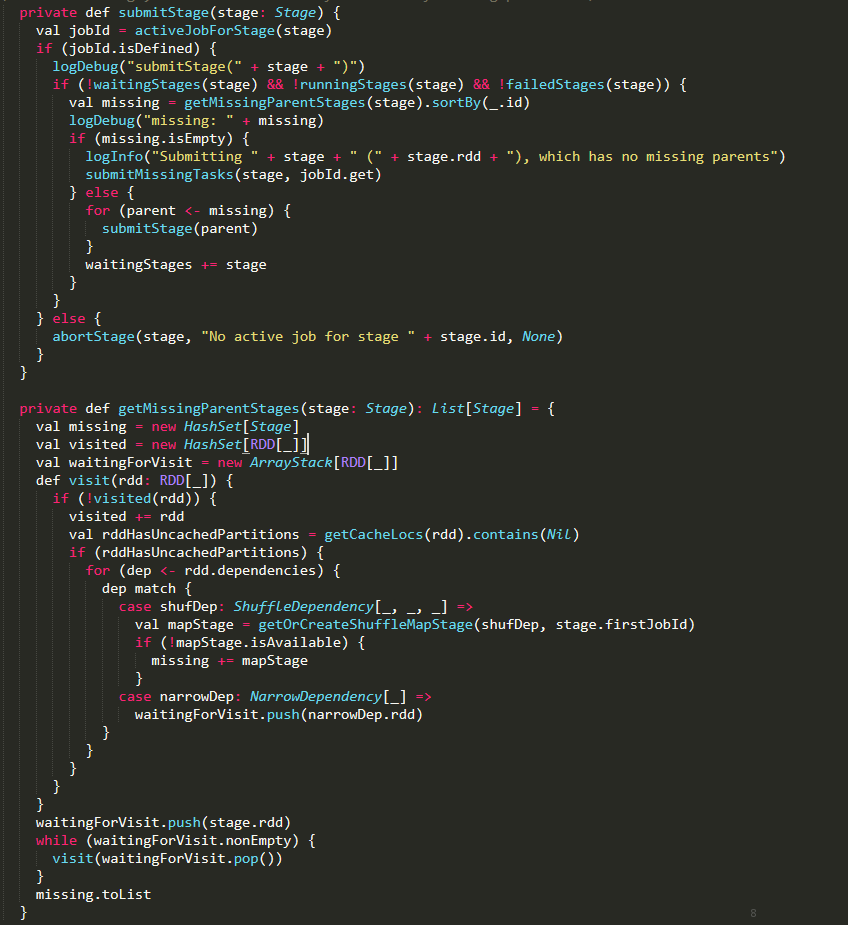 private def submitStage(stage: Stage) {
  val jobId = activeJobForStage(stage)
  if (jobId.isDefined) {
    logDebug("submitStage(" + stage + ")")
    if (!waitingStages(stage) && !runningStages(stage) && !failedStages(stage)) {
      val missing = getMissingParentStages(stage).sortBy(_.id)
      logDebug("missing: " + missing)
      if (missing.isEmpty) {
        logInfo("Submitting " + stage + " (" + stage.rdd + "), which has no missing parents")
        submitMissingTasks(stage, jobId.get)
      } else {
        for (parent <- missing) {
          submitStage(parent)
        }
        waitingStages += stage
      }
    }
  } else {
    abortStage(stage, "No active job for stage " + stage.id, None)
  }
}

private def getMissingParentStages(stage: Stage): List[Stage] = {
  val missing = new HashSet[Stage]
  val visited = new HashSet[RDD[_]]
  val waitingForVisit = new ArrayStack[RDD[_]]
  def visit(rdd: RDD[_]) {
    if (!visited(rdd)) {
      visited += rdd
      val rddHasUncachedPartitions = getCacheLocs(rdd).contains(Nil)
      if (rddHasUncachedPartitions) {
        for (dep <- rdd.dependencies) {
          dep match {
            case shufDep: ShuffleDependency[_, _, _] =>
              val mapStage = getOrCreateShuffleMapStage(shufDep, stage.firstJobId)
              if (!mapStage.isAvailable) {
                missing += mapStage
              }
            case narrowDep: NarrowDependency[_] =>
              waitingForVisit.push(narrowDep.rdd)
          }
        }
      }
    }
  }
  waitingForVisit.push(stage.rdd)
  while (waitingForVisit.nonEmpty) {
    visit(waitingForVisit.pop())
  }
  missing.toList
}
8